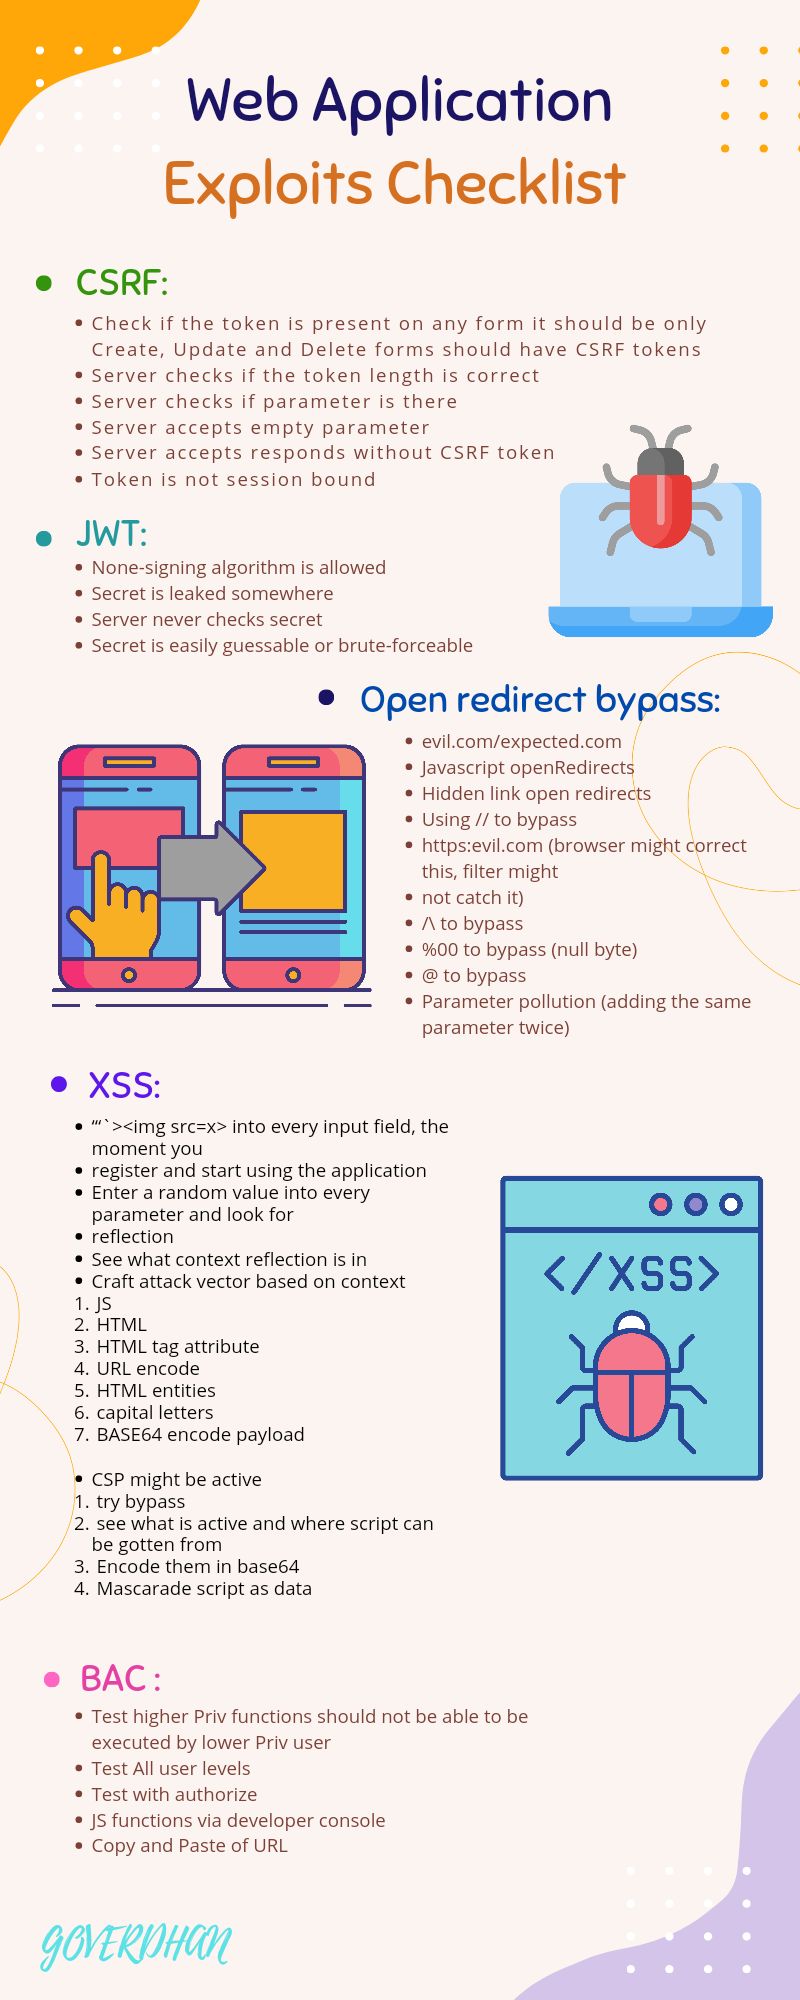 Web Application
Exploits Checklist
CSRF:
Check if the token is present on any form it should be only
Create, Update and Delete forms should have CSRF tokens
Server checks if the token length is correct
Server checks if parameter is there
Server accepts empty parameter
Server accepts responds without CSRF token
Token is not session bound
JWT:
None-signing algorithm is allowed
Secret is leaked somewhere
Server never checks secret
Secret is easily guessable or brute-forceable
Open redirect bypass:
evil.com/expected.com
Javascript openRedirects
Hidden link open redirects
Using // to bypass
https:evil.com (browser might correct
this, filter might
not catch it)
/\ to bypass
%00 to bypass (null byte)
@ to bypass
Parameter pollution (adding the same
parameter twice)
XSS:
“‘`><img src=x> into every input field, the
moment you
register and start using the application
Enter a random value into every
parameter and look for
reflection
See what context reflection is in
Craft attack vector based on context
1. JS
2. HTML
3. HTML tag attribute
4. URL encode
5. HTML entities
6. capital letters
7. BASE64 encode payload
</XSS>
CSP might be active
1. try bypass
2. see what is active and where script can
be gotten from
3. Encode them in base64
4. Mascarade script as data
BAC :
Test higher Priv functions should not be able to be
executed by lower Priv user
Test All user levels
Test with authorize
JS functions via developer console
Copy and Paste of URL
GOVERDHAN